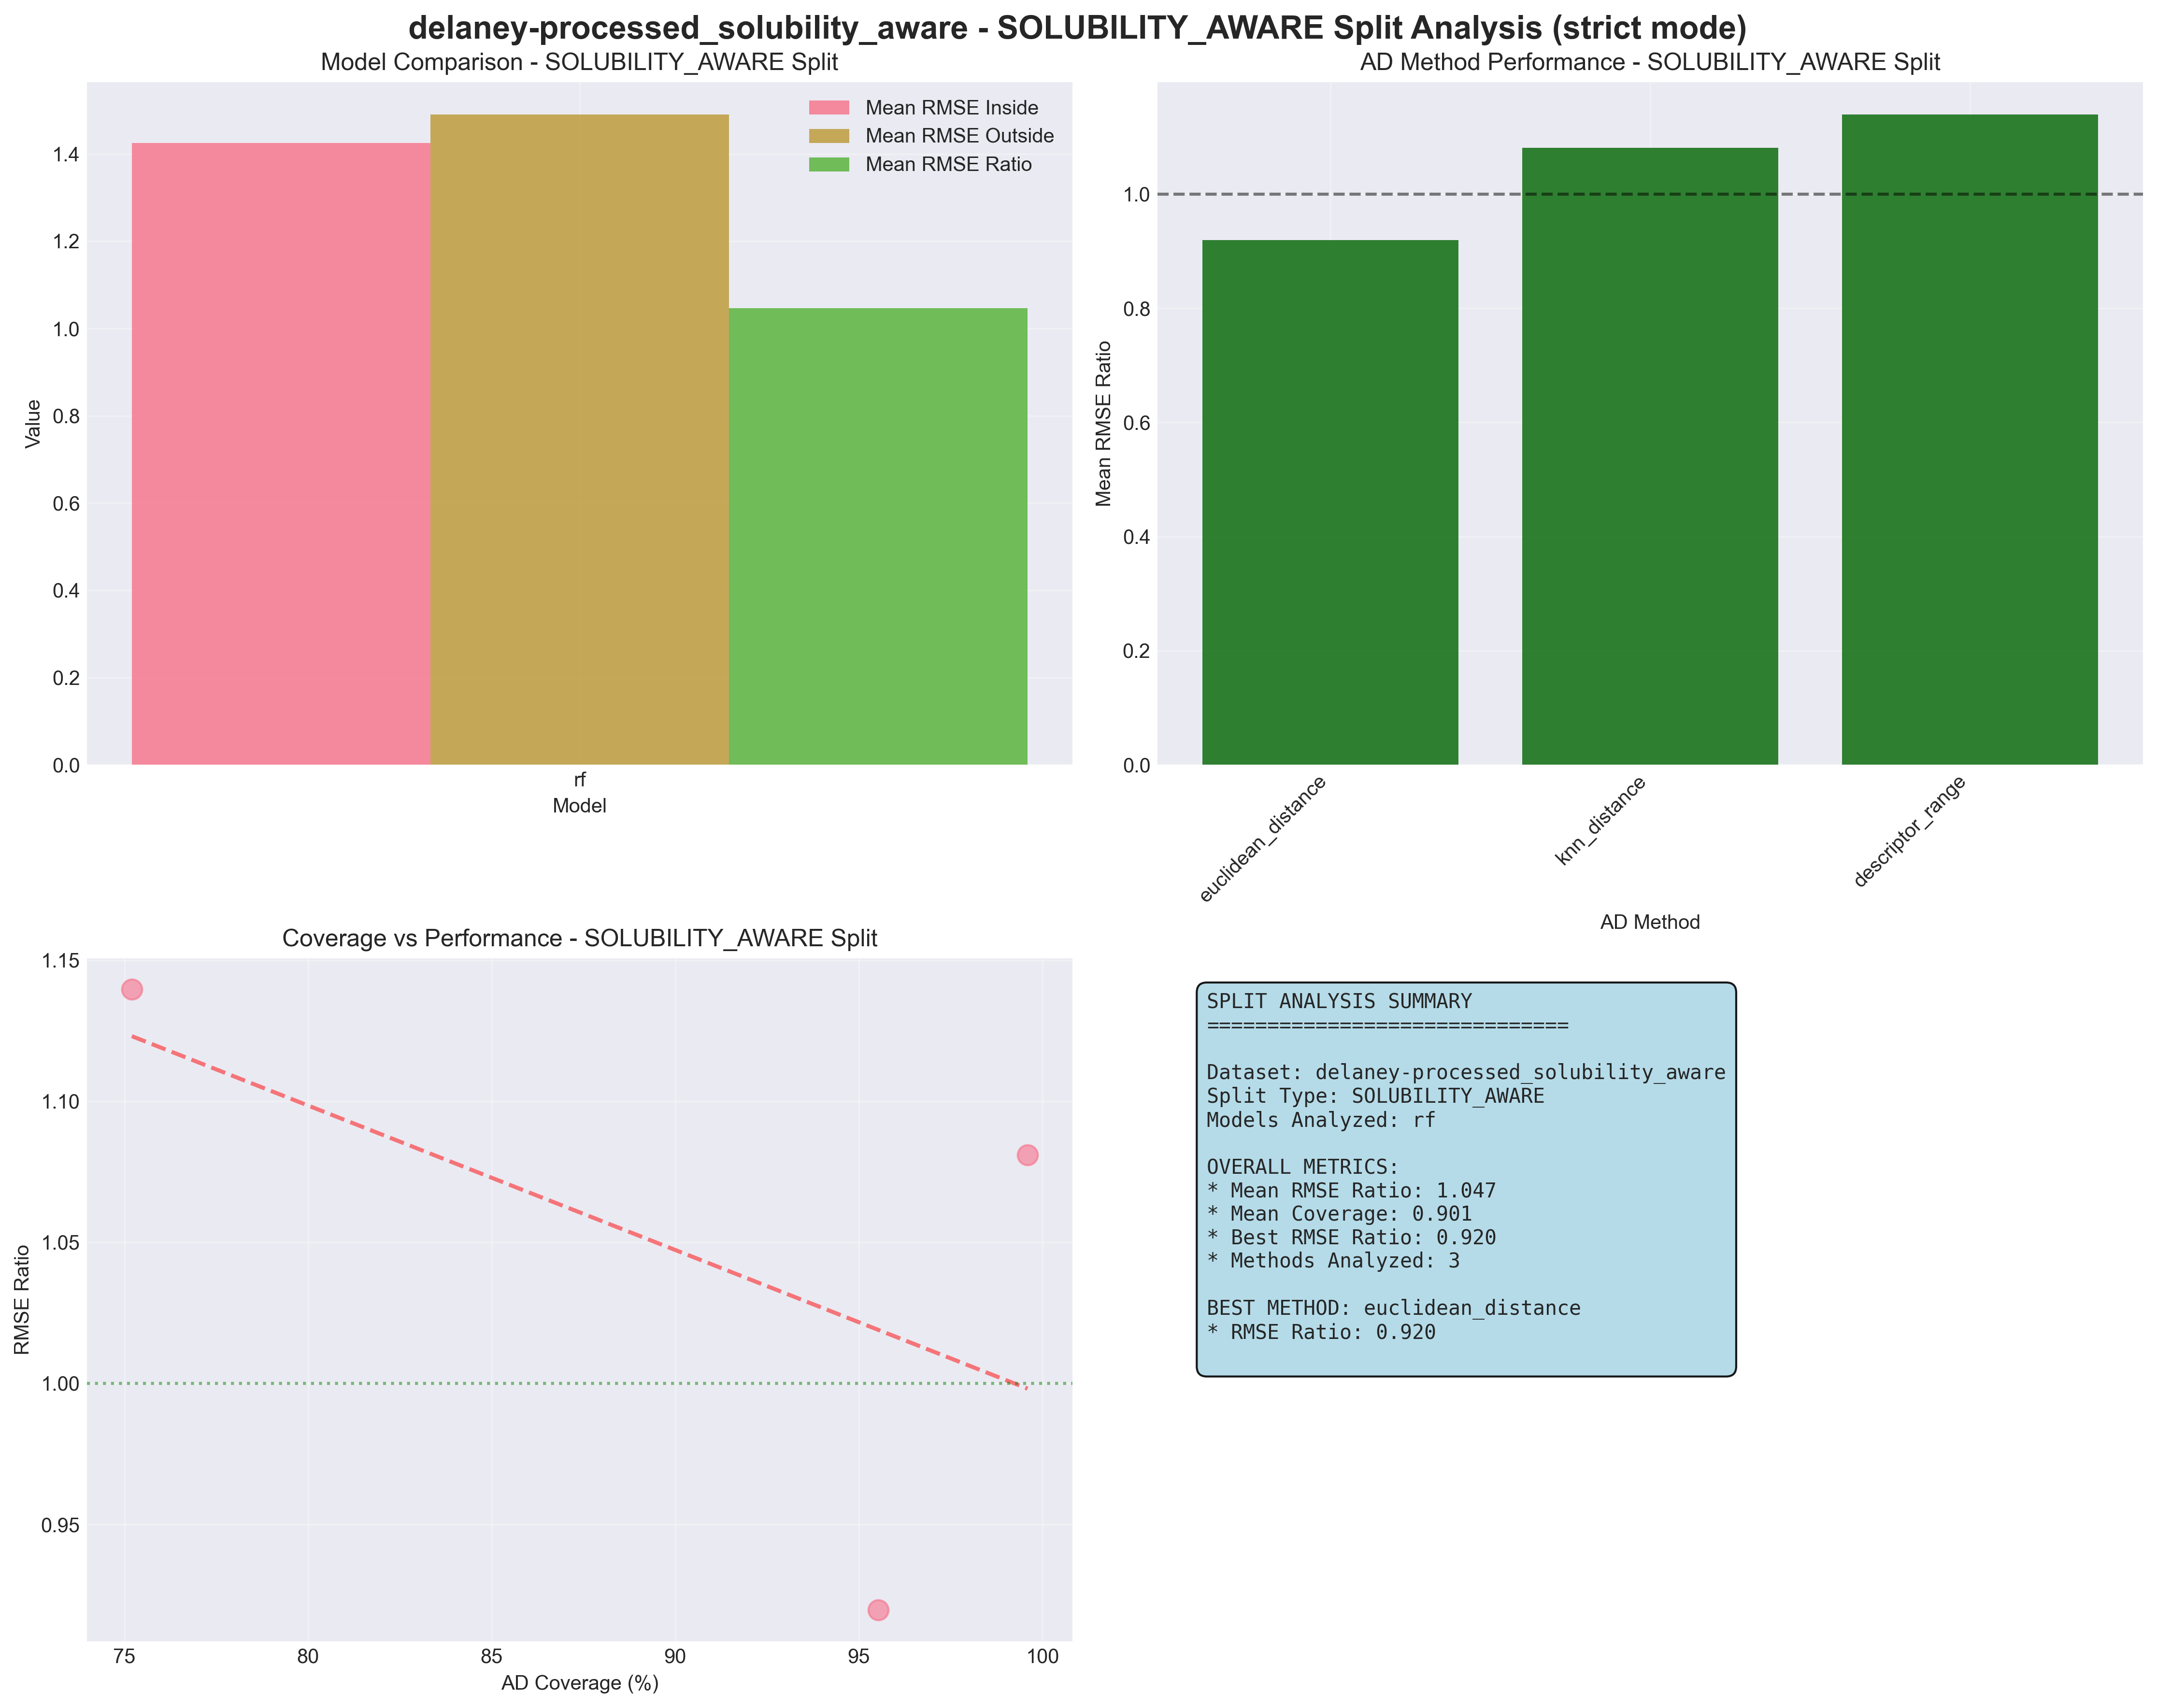 delaney-processed_solubility_aware - SOLUBILITY_AWARE Split Analysis (strict mode)
Model Comparison - SOLUBILITY_AWARE Split
Mean RMSE Inside
Mean RMSE Outside
Mean RMSE Ratio
Value
1.4
1.2
1.0
0.8
0.6
0.4
0.2
0.0
rf
Model
AD Method Performance - SOLUBILITY_AWARE Split
Mean RMSE Ratio
1.0
0.8
0.6
0.4
0.2
0.0
euclidean_distance
knn_distance
descriptor_range
AD Method
Coverage vs Performance - SOLUBILITY_AWARE Split
RMSE Ratio
1.15
1.10
1.05
1.00
0.95
75
80
85
90
95
100
AD Coverage (%)
SPLIT ANALYSIS SUMMARY
==============================
Dataset: delaney-processed_solubility_aware
Split Type: SOLUBILITY_AWARE
Models Analyzed: rf
OVERALL METRICS:
* Mean RMSE Ratio: 1.047
* Mean Coverage: 0.901
* Best RMSE Ratio: 0.920
* Methods Analyzed: 3
BEST METHOD: euclidean_distance
* RMSE Ratio: 0.920